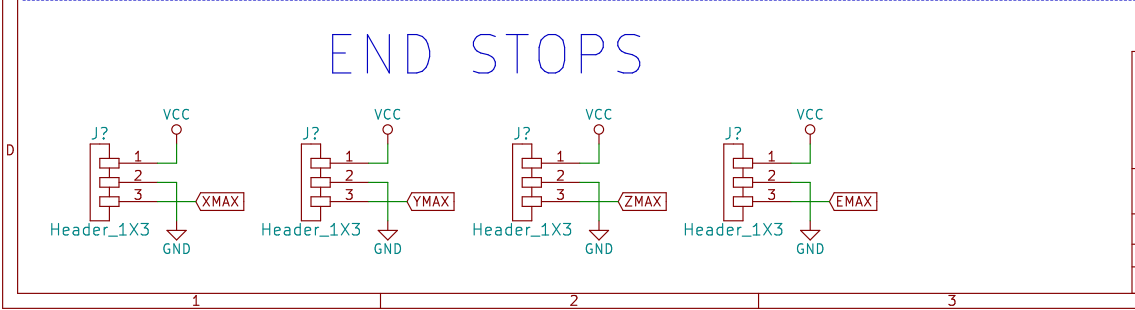 END STOPS
VCC VCC VCC VCC
J? J? J? J?
D
1 1 1 1
2 2 2 2
3 XMAX 3 YMAX 3 ZMAX 3 EMAX
Header_1X3 Header_1X3 Header_1X3 Header_1X3
GND GND GND GND
1 2 3